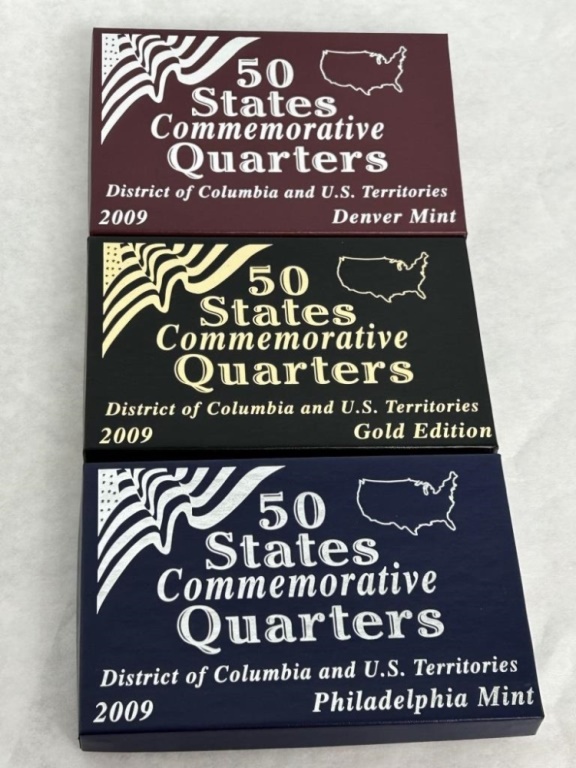 50
States
Commemorative
Quarters
District of Columbia and U.S. Territories
2009 Denver Mint
50
States
Commemorative
Quarters
District of Columbia and U.S. Territories
2009 Gold Edition
50
States
Commemorative
Quarters
District of Columbia and U.S. Territories
2009 Philadelphia Mint